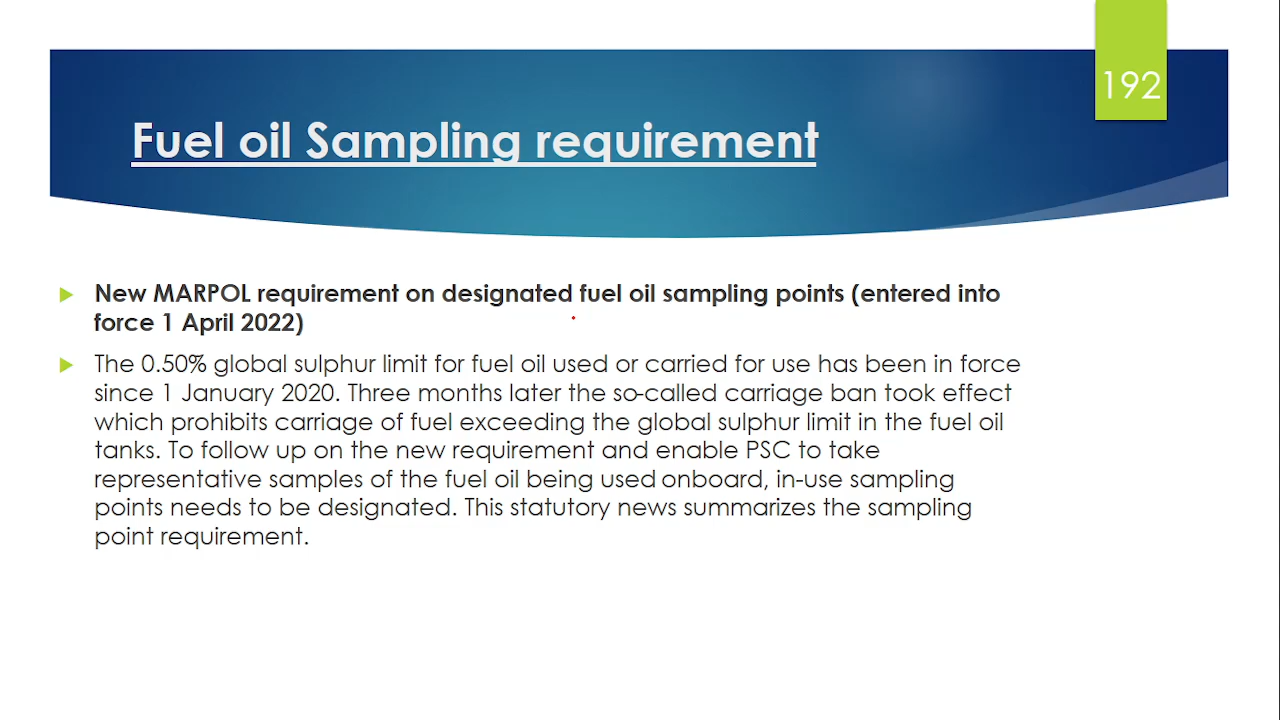 192
Fuel oil Sampling requirement
New MARPOL requirement on designated fuel oil sampling points (entered into
force 1 April 2022)
The 0.50% global sulphur limit for fuel oil used or carried for use has been in force
since 1 January 2020. Three months later the so-called carriage ban took effect
which prohibits carriage of fuel exceeding the global sulphur limit in the fuel oil
tanks. To follow up on the new requirement and enable PSC to take
representative samples of the fuel oil being used onboard, in-use sampling
points needs to be designated. This statutory news summarizes the sampling
point requirement.